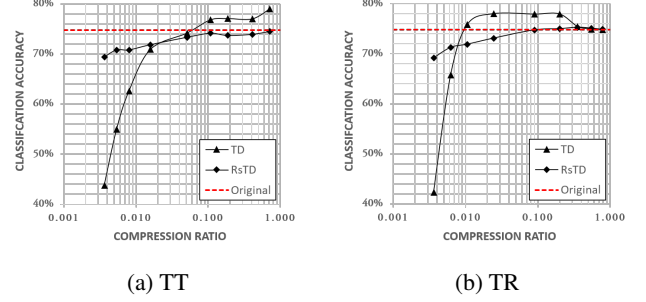 80%
70%
60%
50%
40%
CLASSIFCATION ACCURACY
TD
RsTD
Original
0.001
0.010
0.100
1.000
COMPRESSION RATIO
(a) TT
80%
70%
60%
50%
40%
CLASSIFCATION ACCURACY
TD
RsTD
Original
0.001
0.010
0.100
1.000
COMPRESSION RATIO
(b) TR